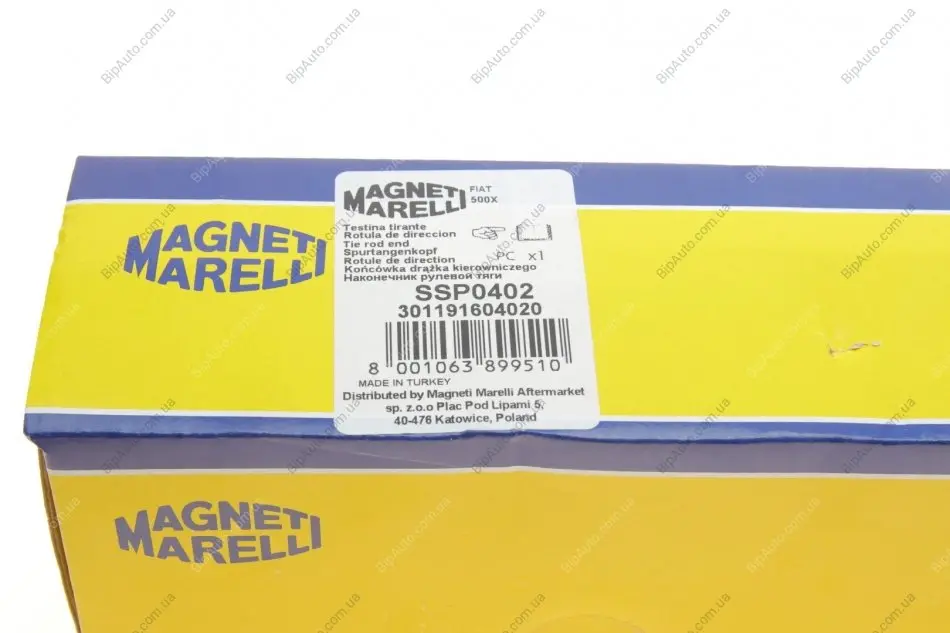 MAGNETI
MARELLI
MAGNETI
MARELLI
FIAT
500X
Testina tirante
Rotula de direccion
Tie rod end
Spurtangenkopf
Rotule de direction
Końcówka drążka kierowniczego
Наконечник рулевой тяги
PC x1
SSP0402
301191604020
8 001063 899510
MADE IN TURKEY
Distributed by Magneti Marelli Aftermarket
sp. z.o.o Plac Pod Lipami 5,
40-476 Katowice, Poland
MAGNETI
MARELLI
BipAuto.com.ua